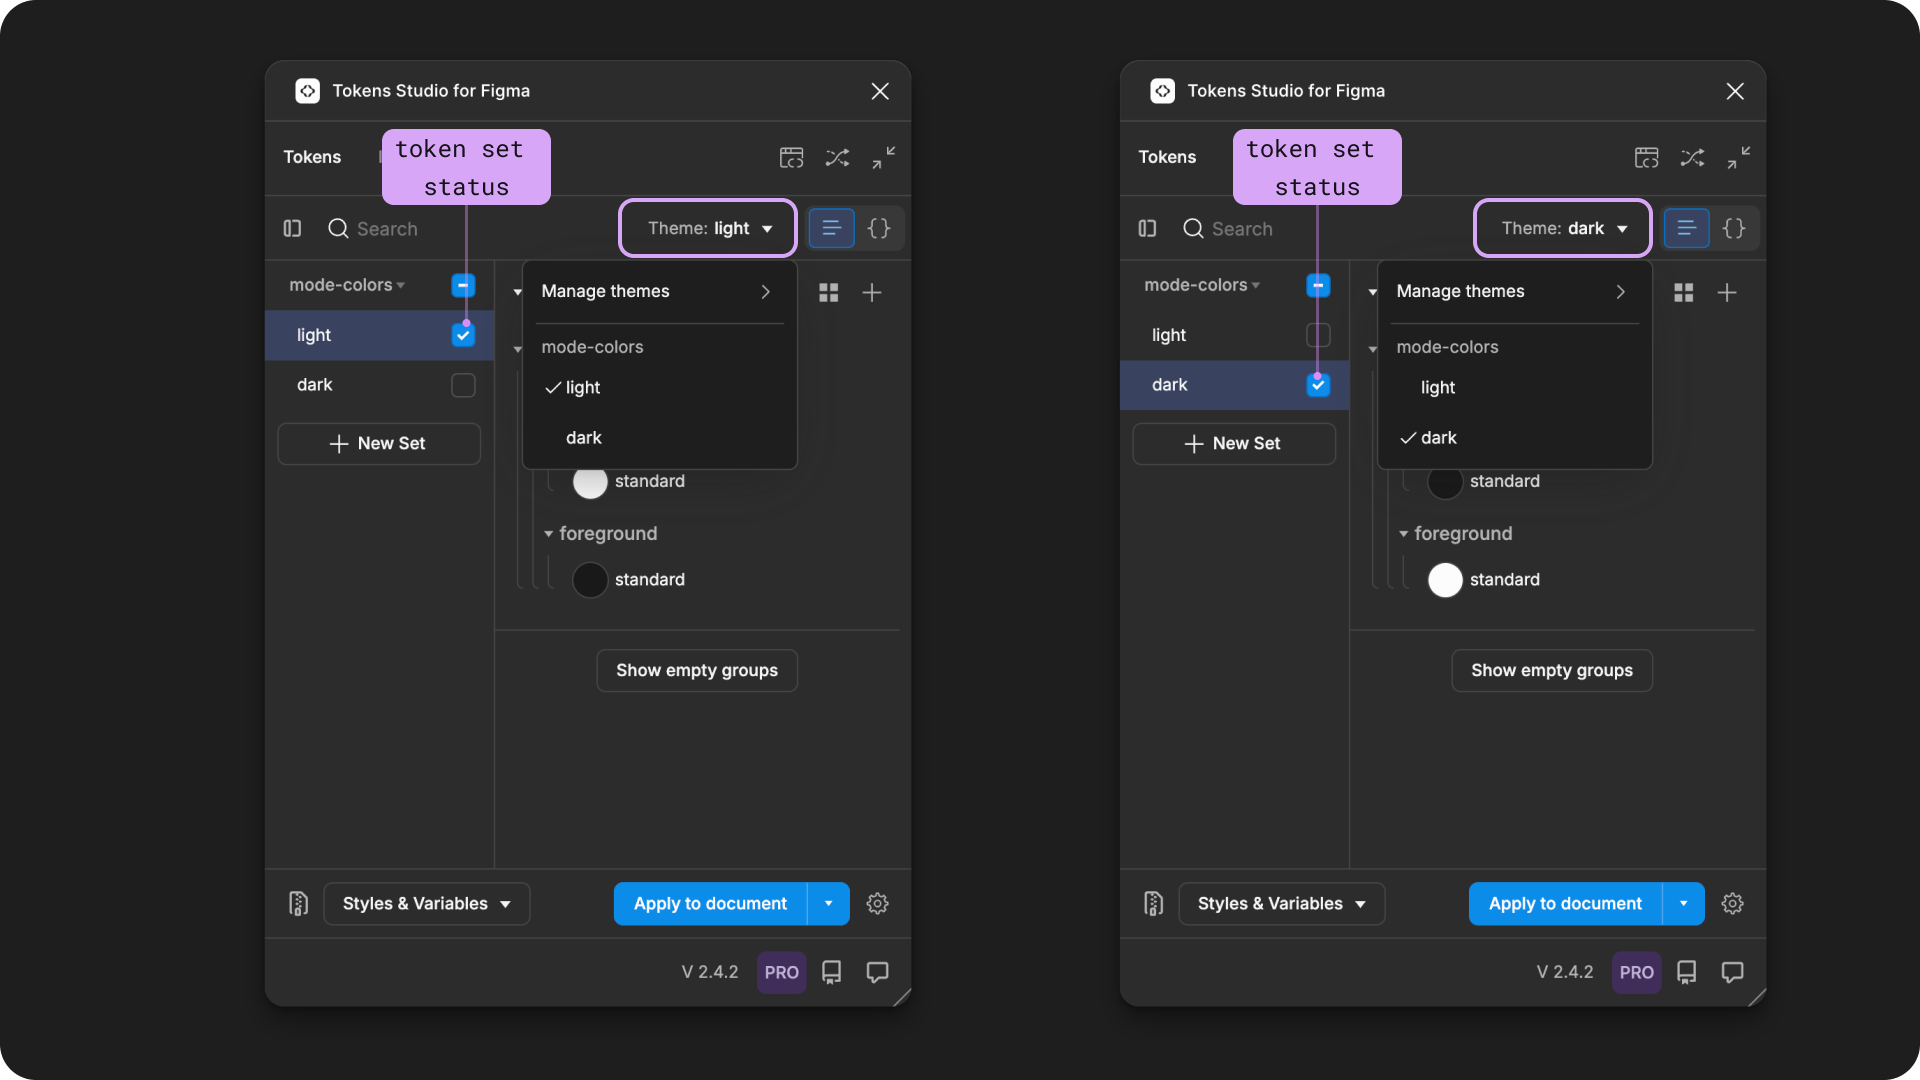 Tokens Studio for Figma
Tokens
token set
status
Search
Theme: light
mode-colors
light
dark
New Set
Manage themes
mode-colors
light
dark
standard
foreground
standard
Show empty groups
Styles & Variables
Apply to document
V 2.4.2
PRO
Tokens Studio for Figma
Tokens
token set
status
Search
Theme: dark
mode-colors
light
dark
New Set
Manage themes
mode-colors
light
dark
standard
foreground
standard
Show empty groups
Styles & Variables
Apply to document
V 2.4.2
PRO